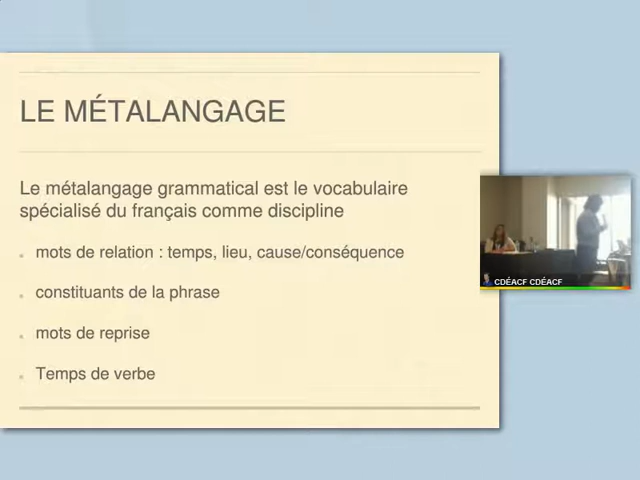 LE MÉTALANGAGE
Le métalangage grammatical est le vocabulaire
spécialisé du français comme discipline
mots de relation : temps, lieu, cause/conséquence
constituants de la phrase
mots de reprise
Temps de verbe
CDÉACF CDÉACF